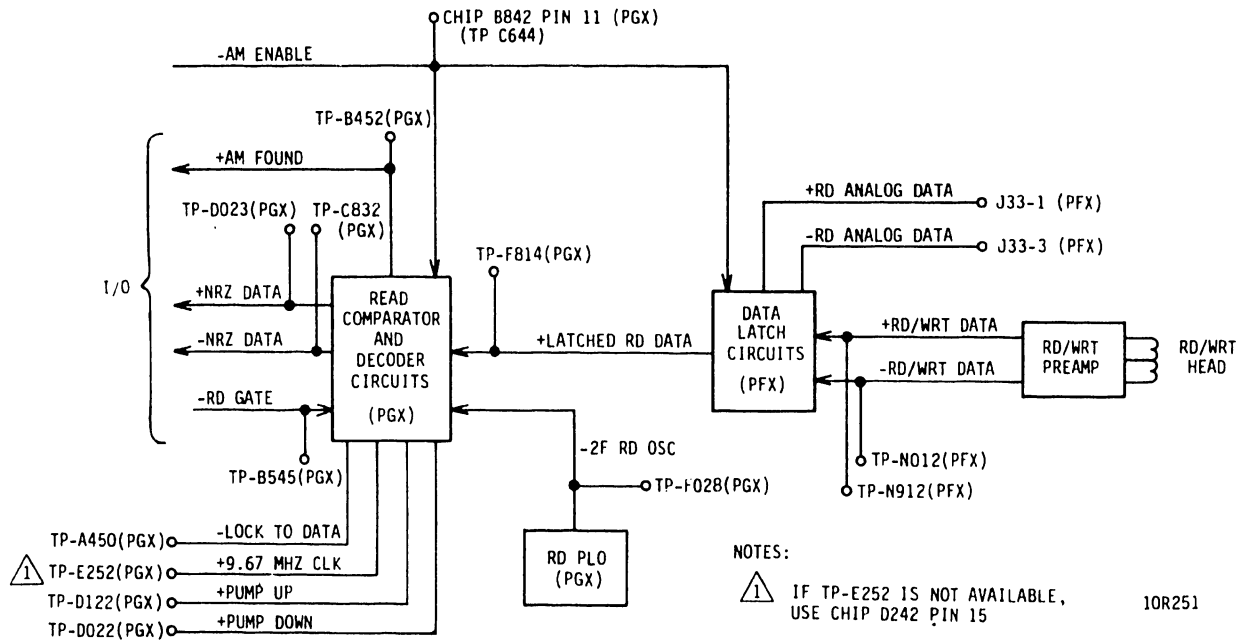 CHIP B842 PIN 11 (PGX)
(TP C644)
-AM ENABLE
TP-B452(PGX)
+AM FOUND
TP-D023(PGX)
TP-C832
(PGX)
I/O
+NRZ DATA
-NRZ DATA
-RD GATE
TP-B545(PGX)
READ
COMPARATOR
AND
DECODER
CIRCUITS
(PGX)
TP-F814(PGX)
+LATCHED RD DATA
+RD ANALOG DATA
J33-1 (PFX)
-RD ANALOG DATA
J33-3 (PFX)
DATA
LATCH
CIRCUITS
(PFX)
+RD/WRT DATA
-RD/WRT DATA
RD/WRT
PREAMP
RD/WRT
HEAD
TP-N012(PFX)
TP-N912(PFX)
-2F RD OSC
TP-F028(PGX)
RD PLO
(PGX)
TP-A450(PGX)
-LOCK TO DATA
1
TP-E252(PGX)
+9.67 MHZ CLK
TP-D122(PGX)
+PUMP UP
TP-D022(PGX)
+PUMP DOWN
NOTES:
1
IF TP-E252 IS NOT AVAILABLE,
USE CHIP D242 PIN 15
10R251